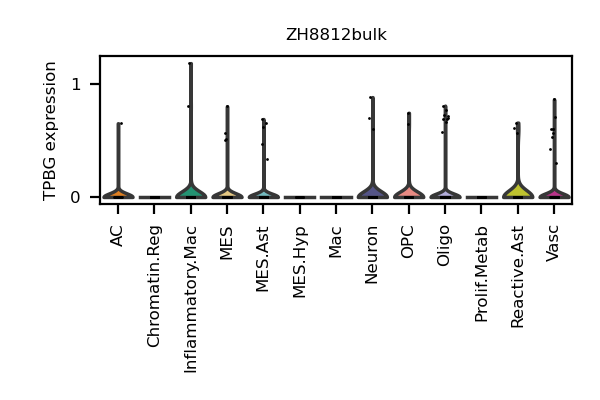 ZH8812bulk
TPBG expression
1
0
AC
Chromatin.Reg
Inflammatory.Mac
MES
MES.Ast
MES.Hyp
Mac
Neuron
OPC
Oligo
Prolif.Metab
Reactive.Ast
Vasc